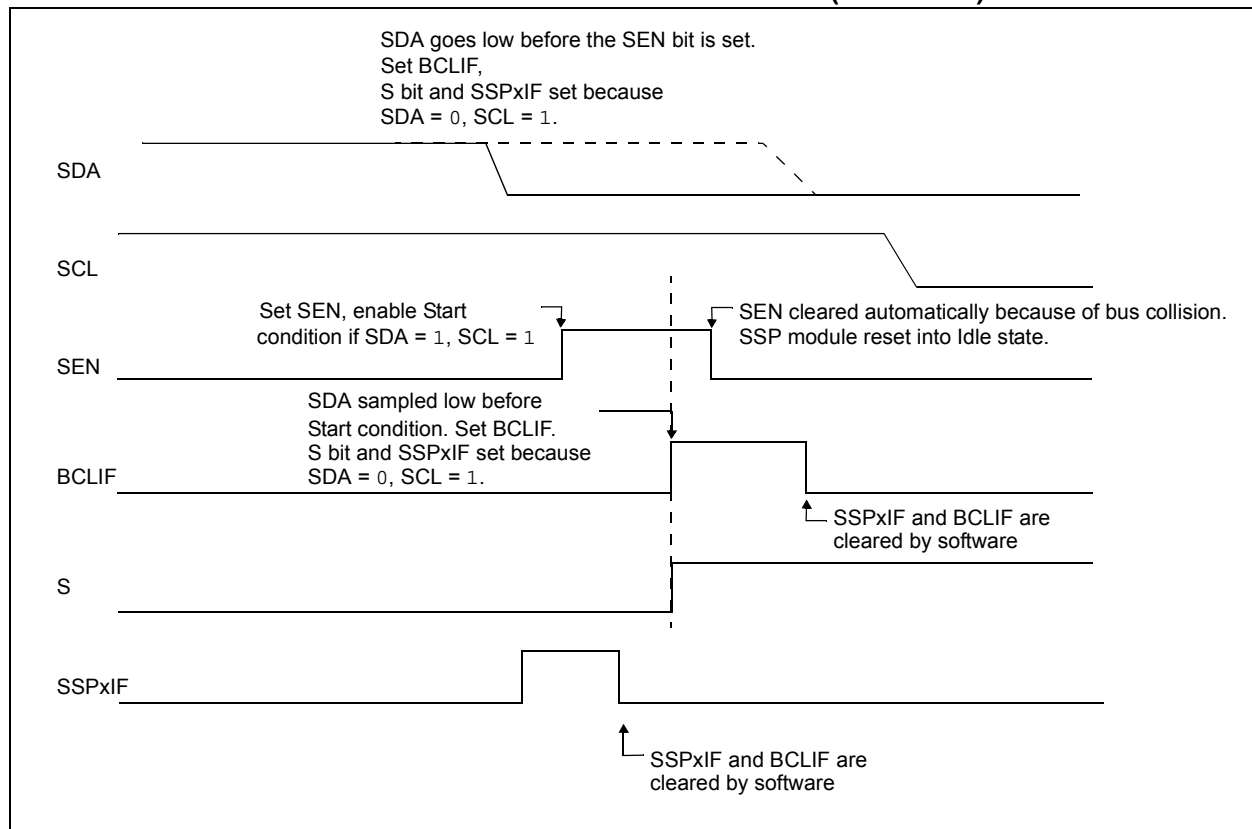 SDA goes low before the SEN bit is set.
Set BCLIF,
S bit and SSPxIF set because
SDA = 0, SCL = 1.
SDA
SCL
Set SEN, enable Start
condition if SDA = 1, SCL = 1
SEN cleared automatically because of bus collision.
SSP module reset into Idle state.
SEN
SDA sampled low before
Start condition. Set BCLIF.
S bit and SSPxIF set because
SDA = 0, SCL = 1.
BCLIF
SSPxIF and BCLIF are
cleared by software
S
SSPxIF
SSPxIF and BCLIF are
cleared by software